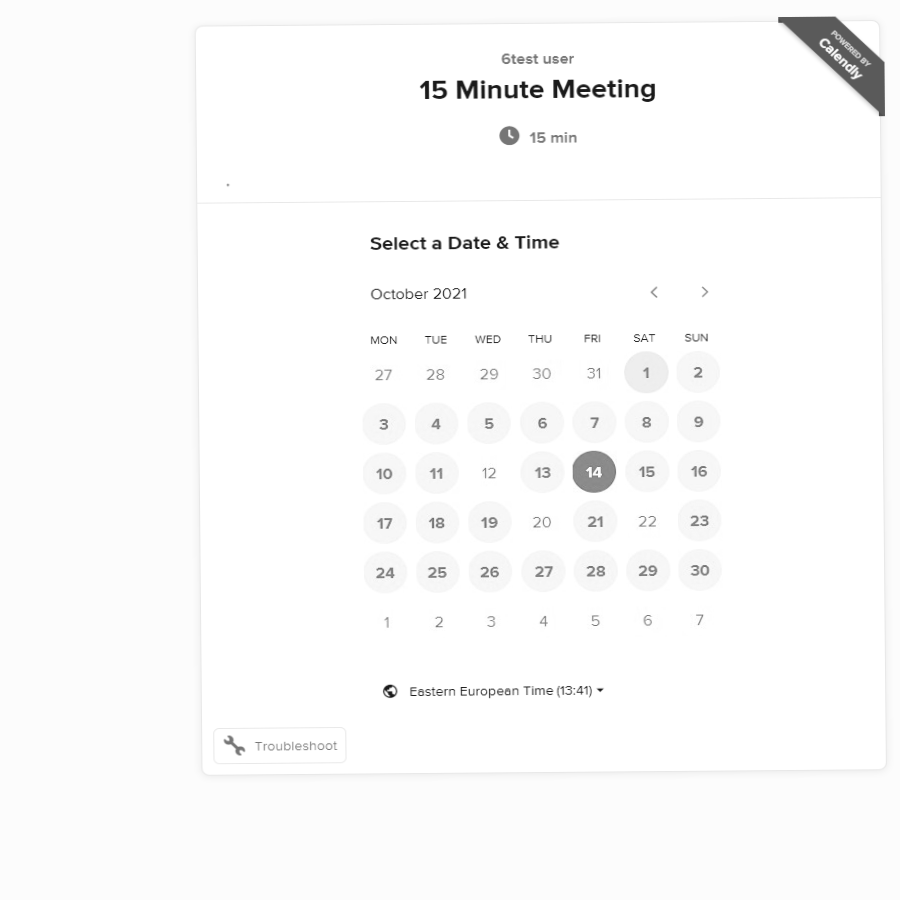 POWERED BY
Calendly
6test user
15 Minute Meeting
15 min
.
Select a Date & Time
October 2021
MON TUE WED THU FRI SAT SUN
27 28 29 30 31 1 2
3 4 5 6 7 8 9
10 11 12 13 14 15 16
17 18 19 20 21 22 23
24 25 26 27 28 29 30
1 2 3 4 5 6 7
Eastern European Time (13:41)
Troubleshoot